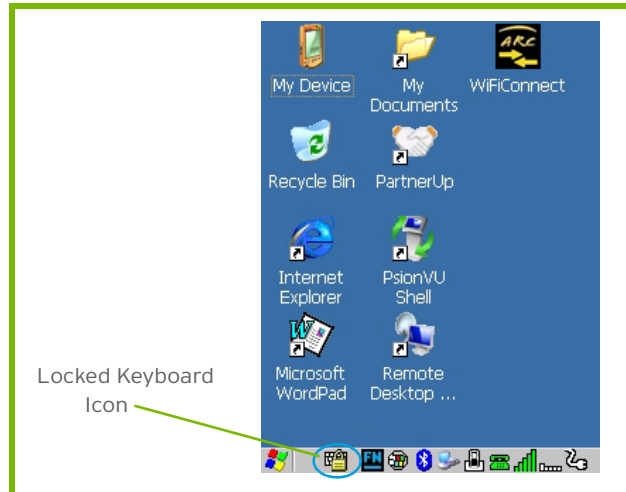 ARC
My Device
My
Documents
WiFiConnect
Recycle Bin
PartnerUp
Internet
Explorer
PsionVU
Shell
W
Microsoft
WordPad
Remote
Desktop ...
Locked Keyboard
Icon
FN